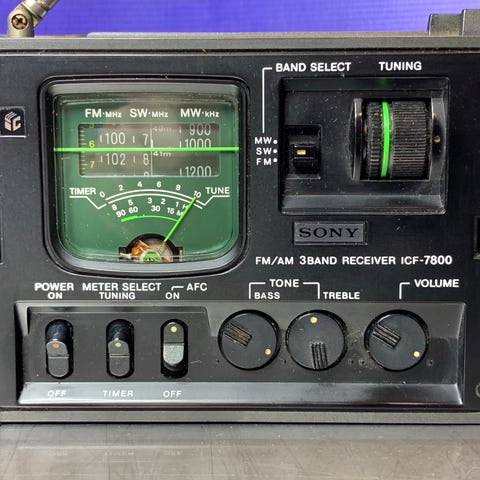 BAND SELECT TUNING
FM·MHz SW·MHz MW·kHz
49m 900
6 100 7 1000
41m
7 102 8
1200
TIMER 0 2 4 6 8 10 TUNE
90 60 30 15 M
MW
SW
FM
SONY
FM/AM 3BAND RECEIVER ICF-7800
POWER METER SELECT AFC TONE VOLUME
ON TUNING ON BASS TREBLE
OFF TIMER OFF